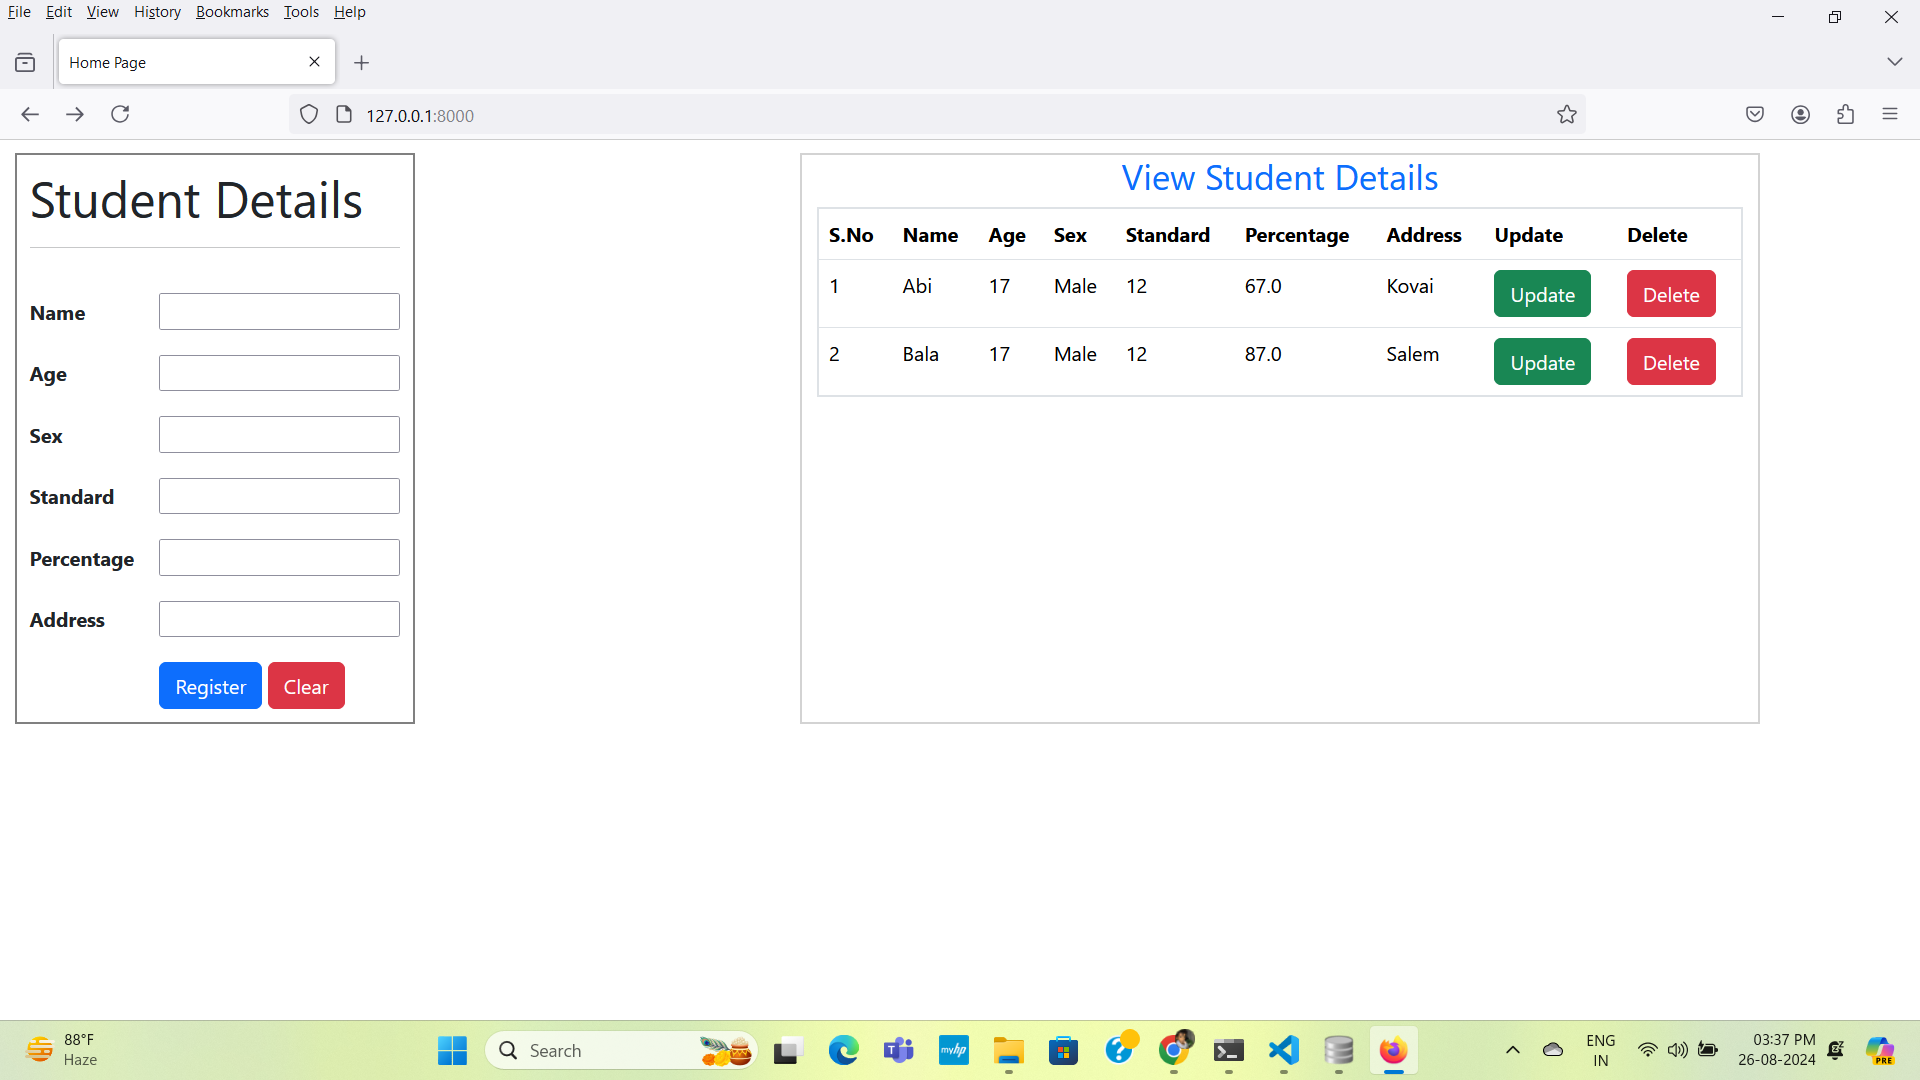 File Edit View History Bookmarks Tools Help
Home Page
127.0.0.1:8000
Student Details
Name
Age
Sex
Standard
Percentage
Address
Register Clear
View Student Details
S.No Name Age Sex Standard Percentage Address Update Delete
1 Abi 17 Male 12 67.0 Kovai Update Delete
2 Bala 17 Male 12 87.0 Salem Update Delete
88°F
Haze
Search
myhp
ENG
IN
03:37 PM
26-08-2024
PRE